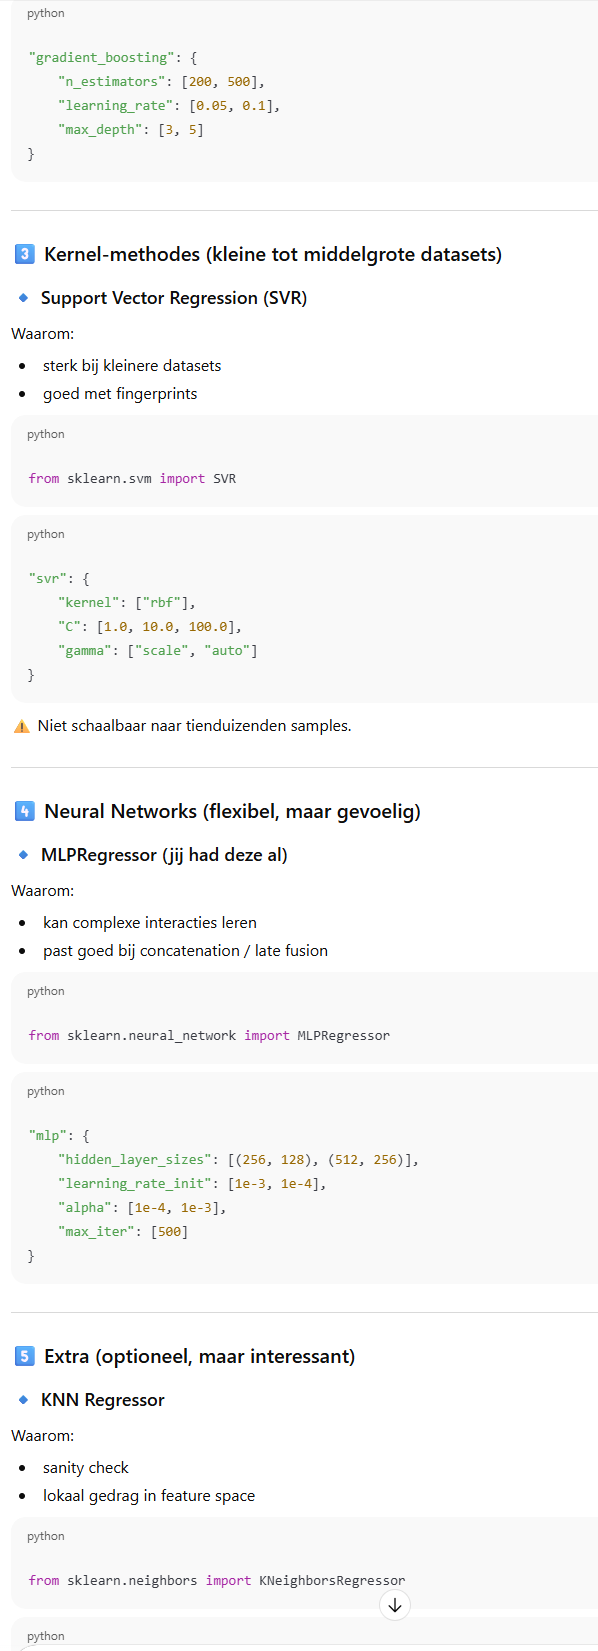 python
"gradient_boosting": {
    "n_estimators": [200, 500],
    "learning_rate": [0.05, 0.1],
    "max_depth": [3, 5]
}
3 Kernel-methodes (kleine tot middelgrote datasets)
Support Vector Regression (SVR)
Waarom:
• sterk bij kleinere datasets
• goed met fingerprints
python
from sklearn.svm import SVR
python
"svr": {
    "kernel": ["rbf"],
    "C": [1.0, 10.0, 100.0],
    "gamma": ["scale", "auto"]
}
⚠️ Niet schaalbaar naar tienduizenden samples.
4 Neural Networks (flexibel, maar gevoelig)
MLPRegressor (jij had deze al)
Waarom:
• kan complexe interacties leren
• past goed bij concatenation / late fusion
python
from sklearn.neural_network import MLPRegressor
python
"mlp": {
    "hidden_layer_sizes": [(256, 128), (512, 256)],
    "learning_rate_init": [1e-3, 1e-4],
    "alpha": [1e-4, 1e-3],
    "max_iter": [500]
}
5 Extra (optioneel, maar interessant)
KNN Regressor
Waarom:
• sanity check
• lokaal gedrag in feature space
python
from sklearn.neighbors import KNeighborsRegressor
python